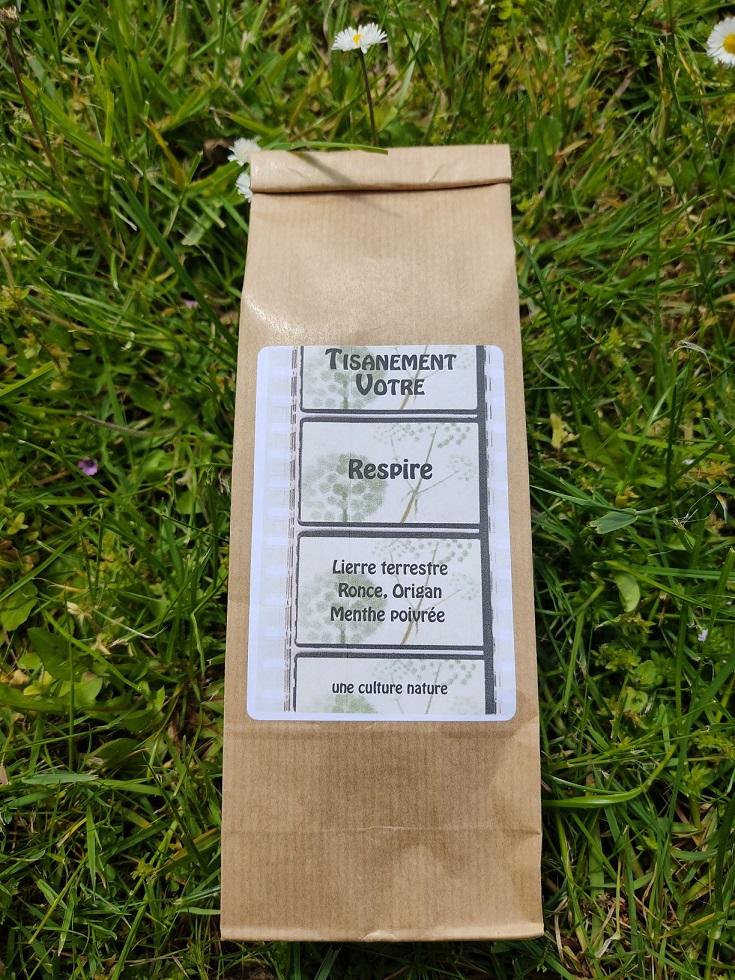 TISANEMENT
VOTRE
Respire
Lierre terrestre
Ronce, Origan
Menthe poivrée
une culture nature